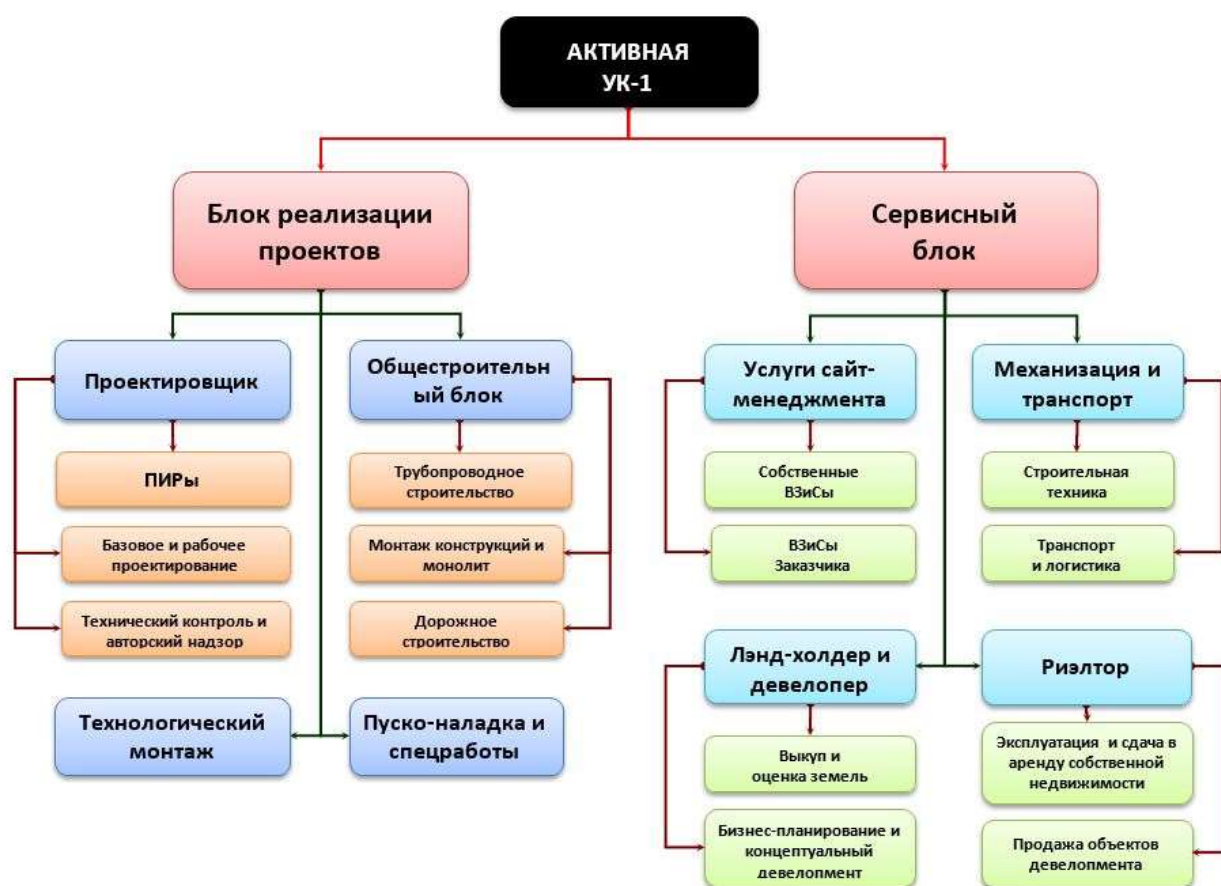 АКТИВНАЯ
УК-1
Блок реализации
проектов
Сервисный
блок
Проектировщик
Общестроительн
ый блок
Услуги сайт-
менеджмента
Механизация и
транспорт
ПИРы
Трубопроводное
строительство
Собственные
ВЗиСы
Строительная
техника
Базовое и рабочее
проектирование
Монтаж конструкций и
монолит
ВЗиСы
Заказчика
Транспорт
и логистика
Технический контроль и
авторский надзор
Дорожное
строительство
Лэнд-холдер и
девелопер
Риэлтор
Технологический
монтаж
Пуско-наладка и
спецработы
Выкуп и
оценка земель
Эксплуатация и сдача в
аренду собственной
недвижимости
Бизнес-планирование и
концептуальный
девелопмент
Продажа объектов
девелопмента